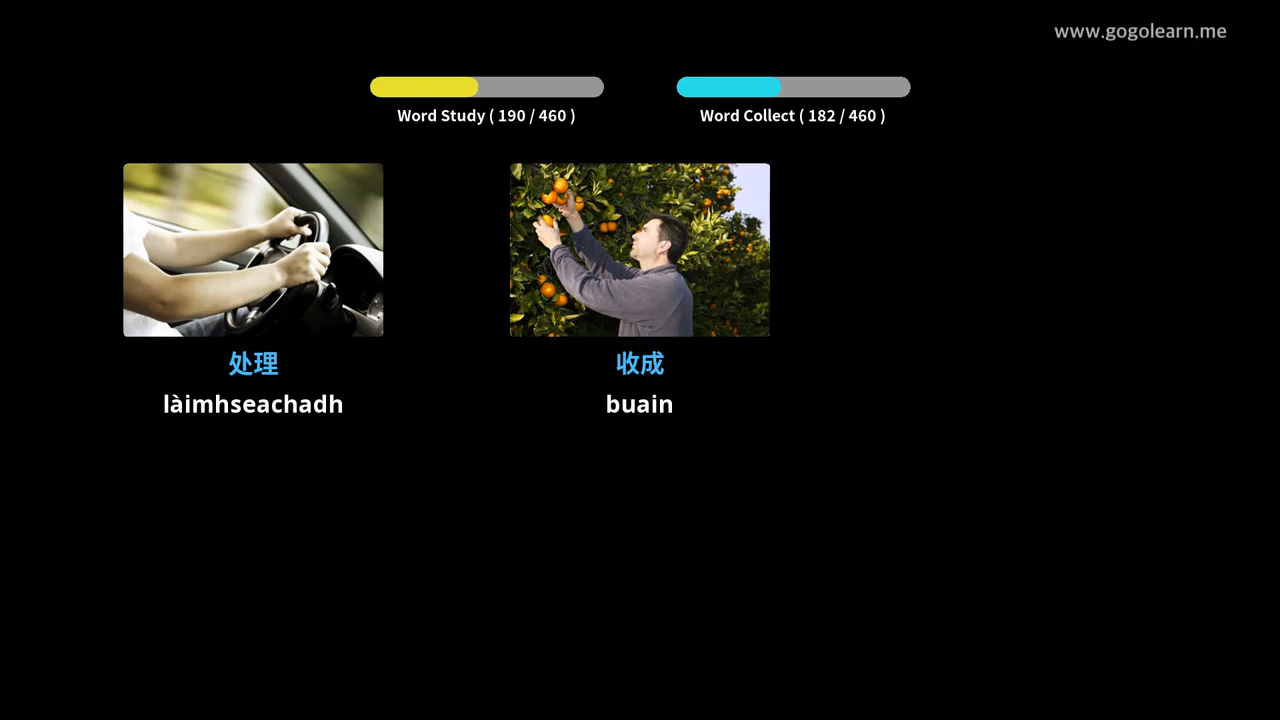 www.gogolearn.me
Word Study ( 190 / 460 )
Word Collect ( 182 / 460 )
处理
làimhseachadh
收成
buain